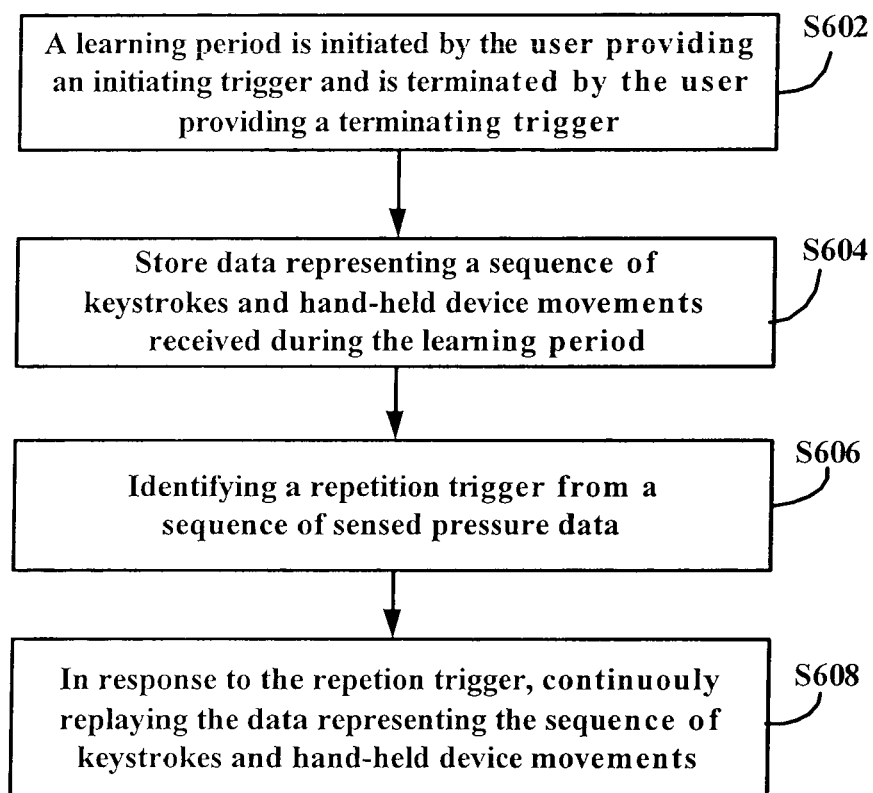 A learning period is initiated by the user providing
an initiating trigger and is terminated by the user
providing a terminating trigger
S602
Store data representing a sequence of
keystrokes and hand-held device movements
received during the learning period
S604
Identifying a repetition trigger from a
sequence of sensed pressure data
S606
In response to the repetion trigger, continuouly
replaying the data representing the sequence of
keystrokes and hand-held device movements
S608